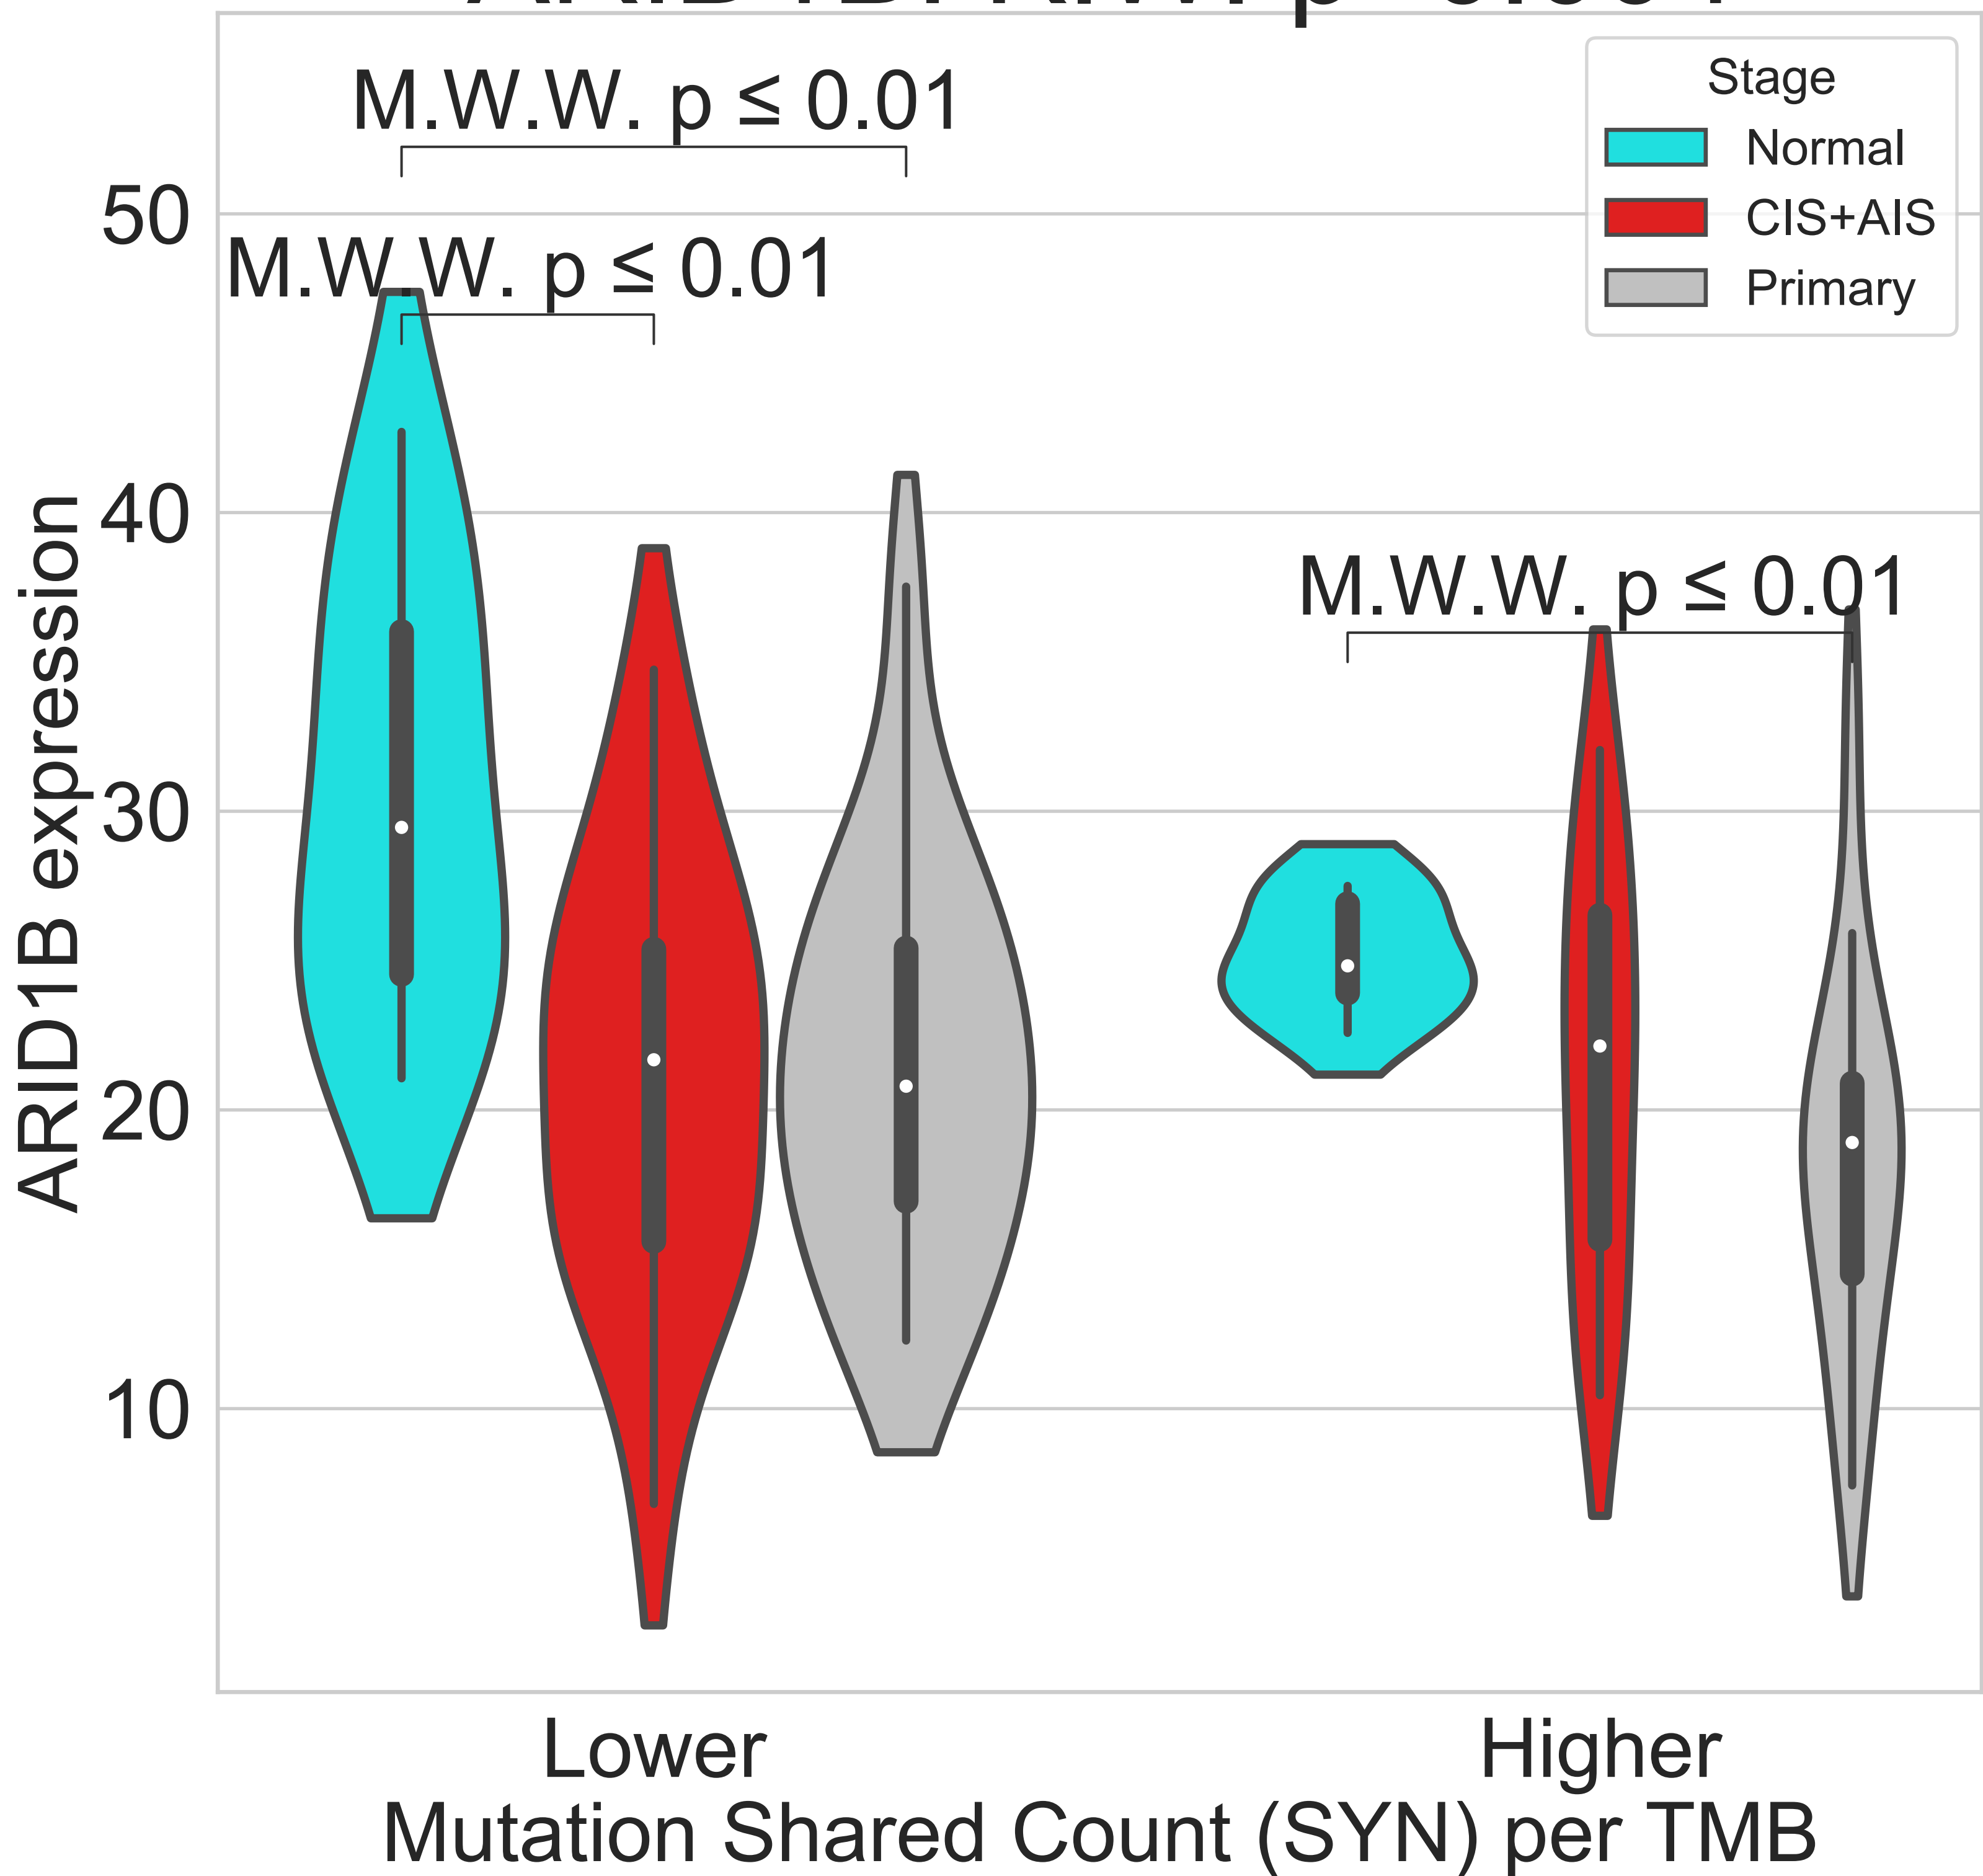 M.W.W. p ≤ 0.01
Stage
Normal
CIS+AIS
Primary
50
M.W.W. p ≤ 0.01
40
M.W.W. p ≤ 0.01
30
20
10
ARID1B expression
Lower
Higher
Mutation Shared Count (SYN) per TMB